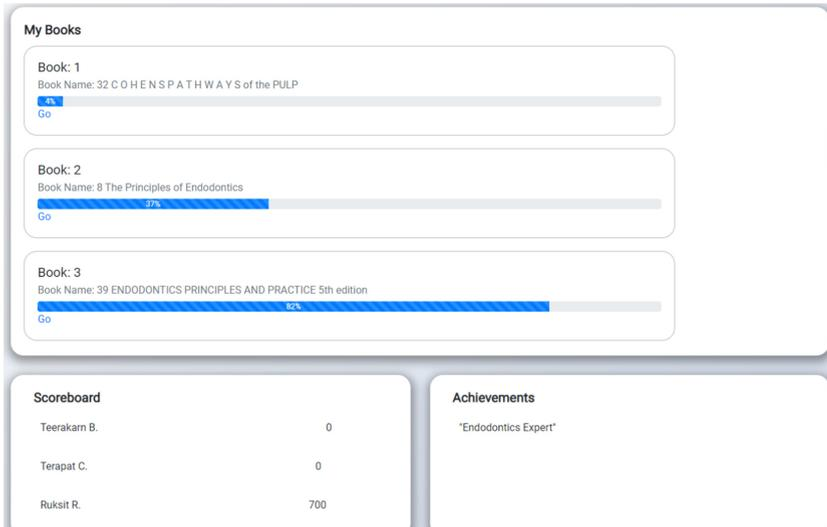 My Books
Book: 1
Book Name: 32 C O H E N S P A T H W A Y S of the PULP
4%
Go
Book: 2
Book Name: 8 The Principles of Endodontics
37%
Go
Book: 3
Book Name: 39 ENDODONTICS PRINCIPLES AND PRACTICE 5th edition
82%
Go
Scoreboard
Teerakarn B. 0
Terapat C. 0
Ruksit R. 700
Achievements
"Endodontics Expert"